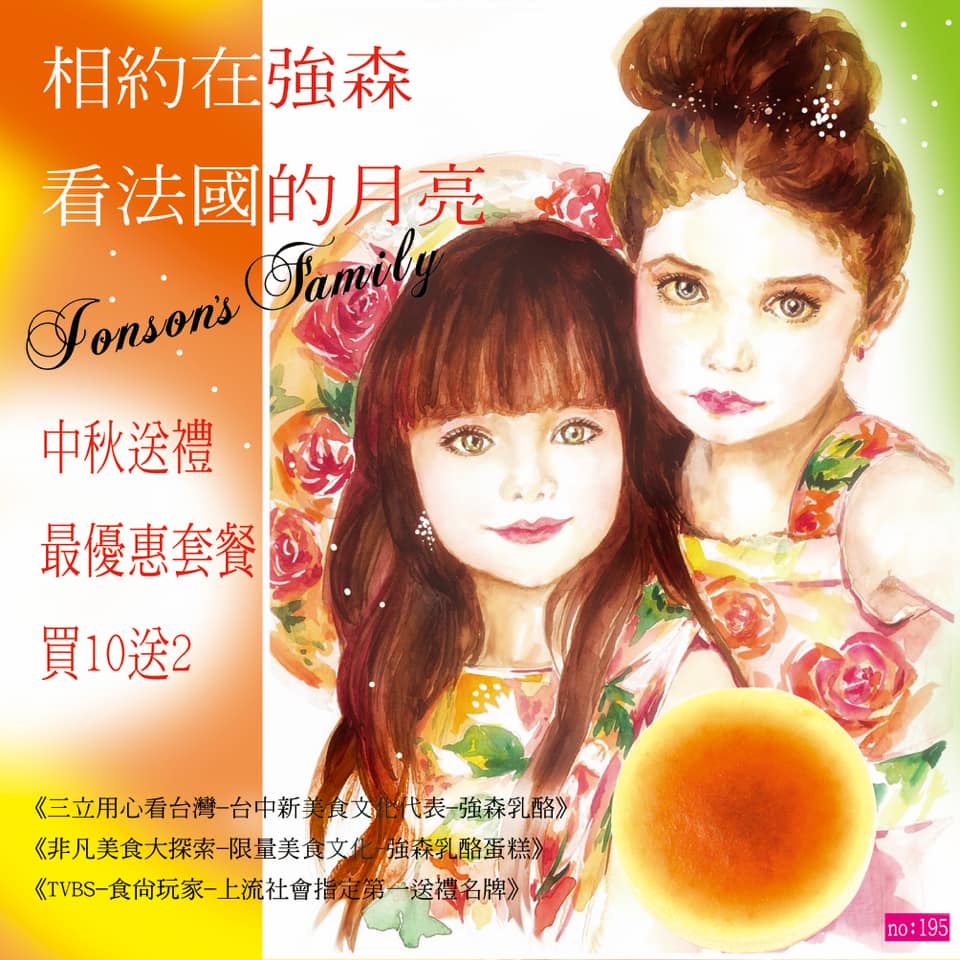 相約在強森
看法國的月亮
Jonson's Family
中秋送禮
最優惠套餐
買10送2
《三立用心看台灣-台中新美食文化代表-強森乳酪》
《非凡美食大探索-限量美食文化-強森乳酪蛋糕》
《TVBS-食尚玩家-上流社會指定第一送禮名牌》
no:195